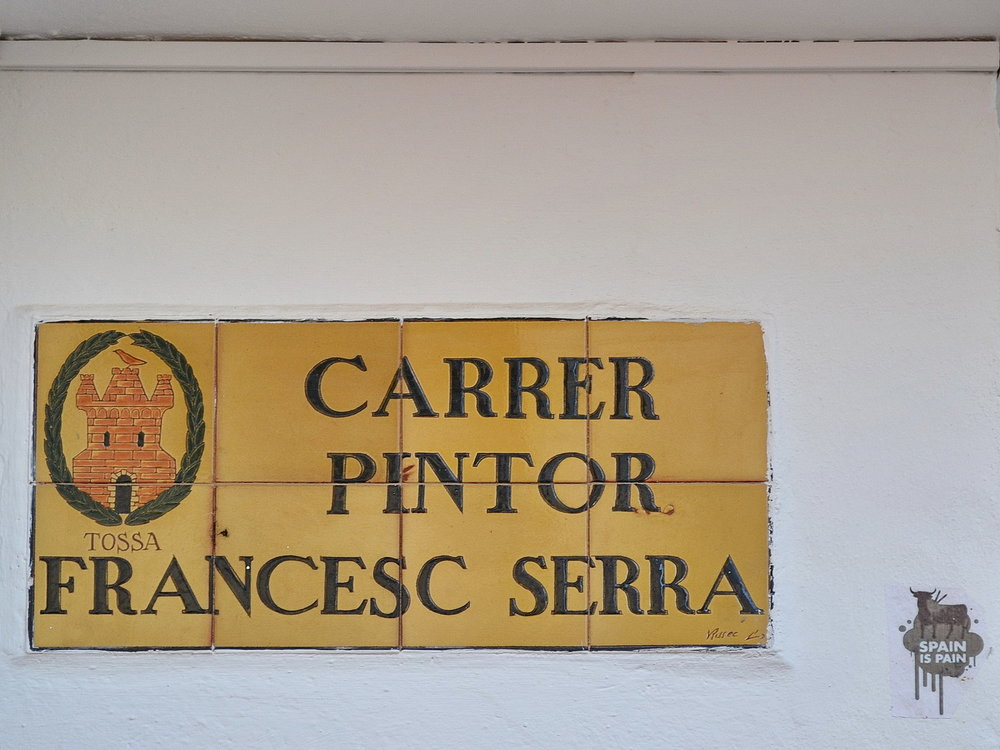 CARRER
PINTOR
TOSSA
FRANCESC SERRA
SPAIN
IS PAIN